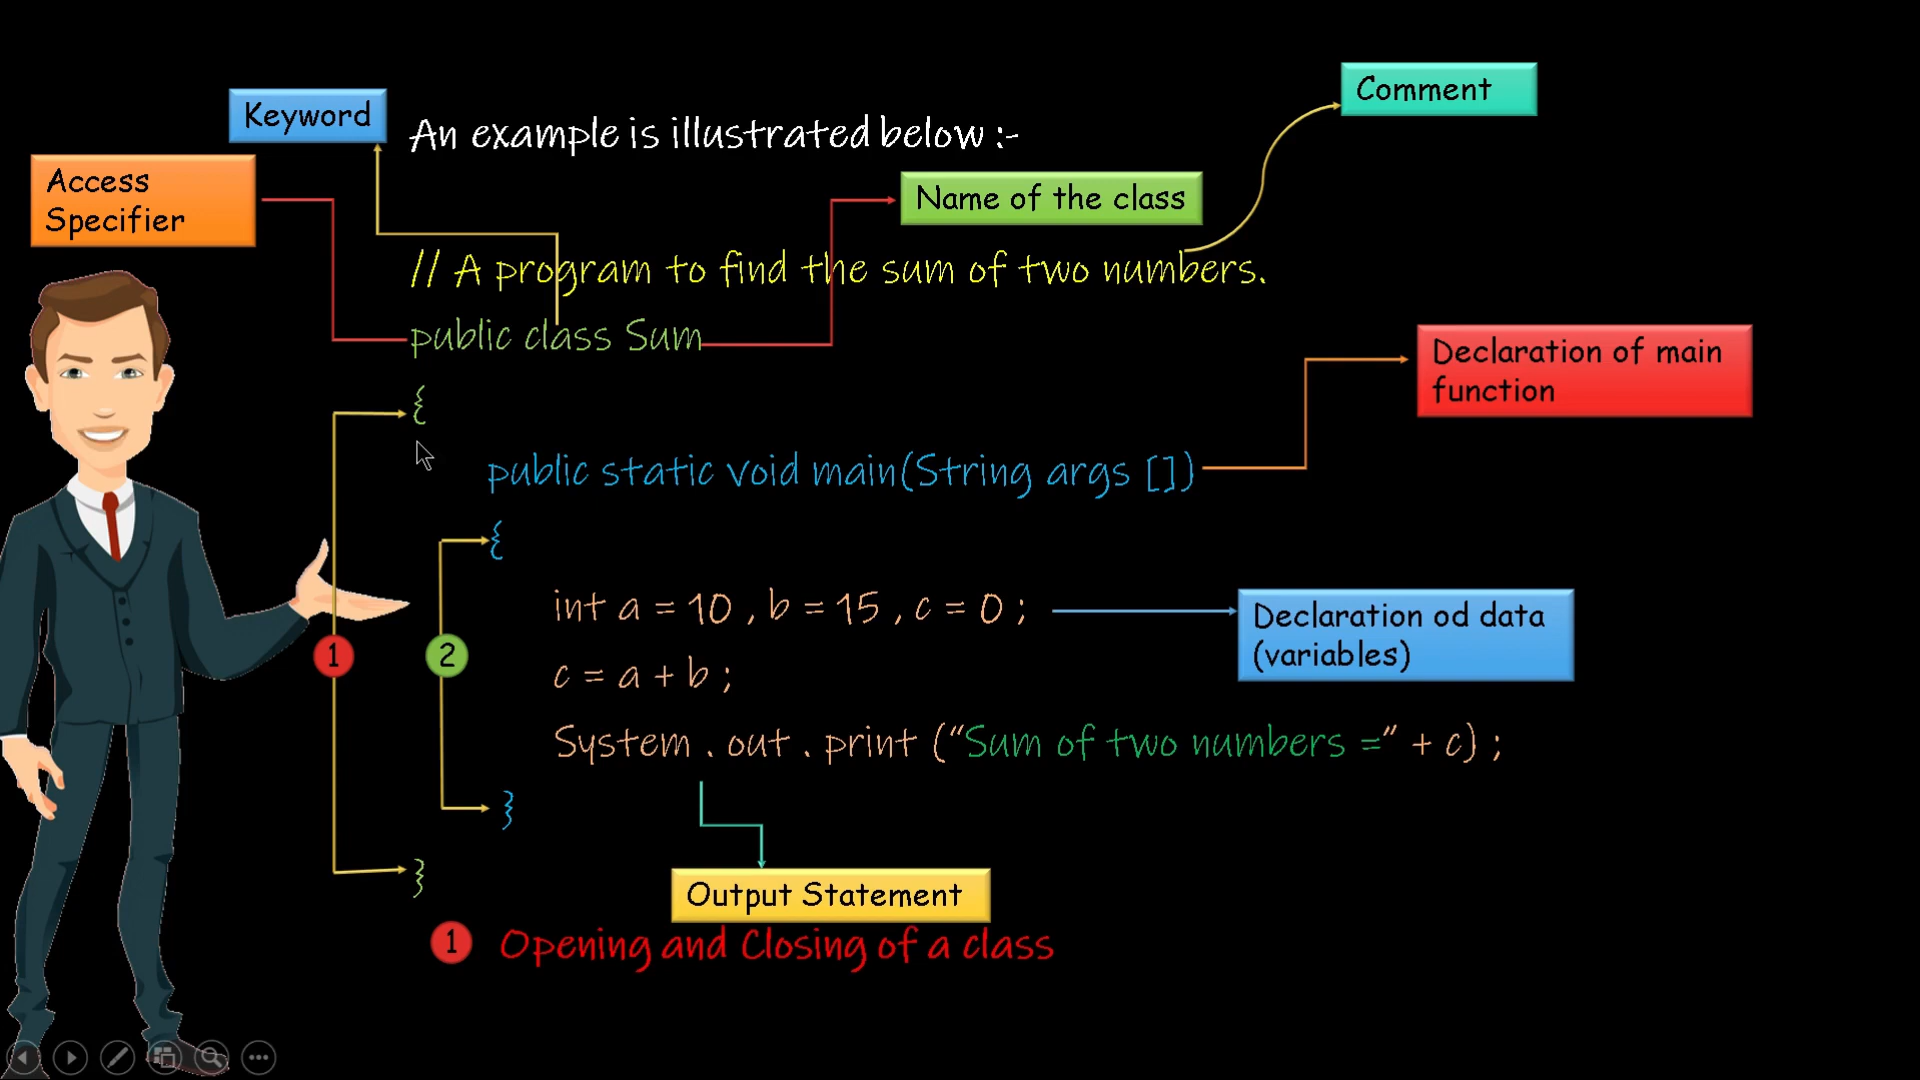 Keyword
An example is illustrated below :-
Comment
Access
Specifier
Name of the class
// A program to find the sum of two numbers.
public class Sum
Declaration of main
function
{
public static void main(String args [])
{
int a = 10 , b = 15 , c = 0 ;
Declaration od data
(variables)
1
2
c = a + b ;
System . out . print (“Sum of two numbers =” + c) ;
}
}
Output Statement
1 Opening and Closing of a class